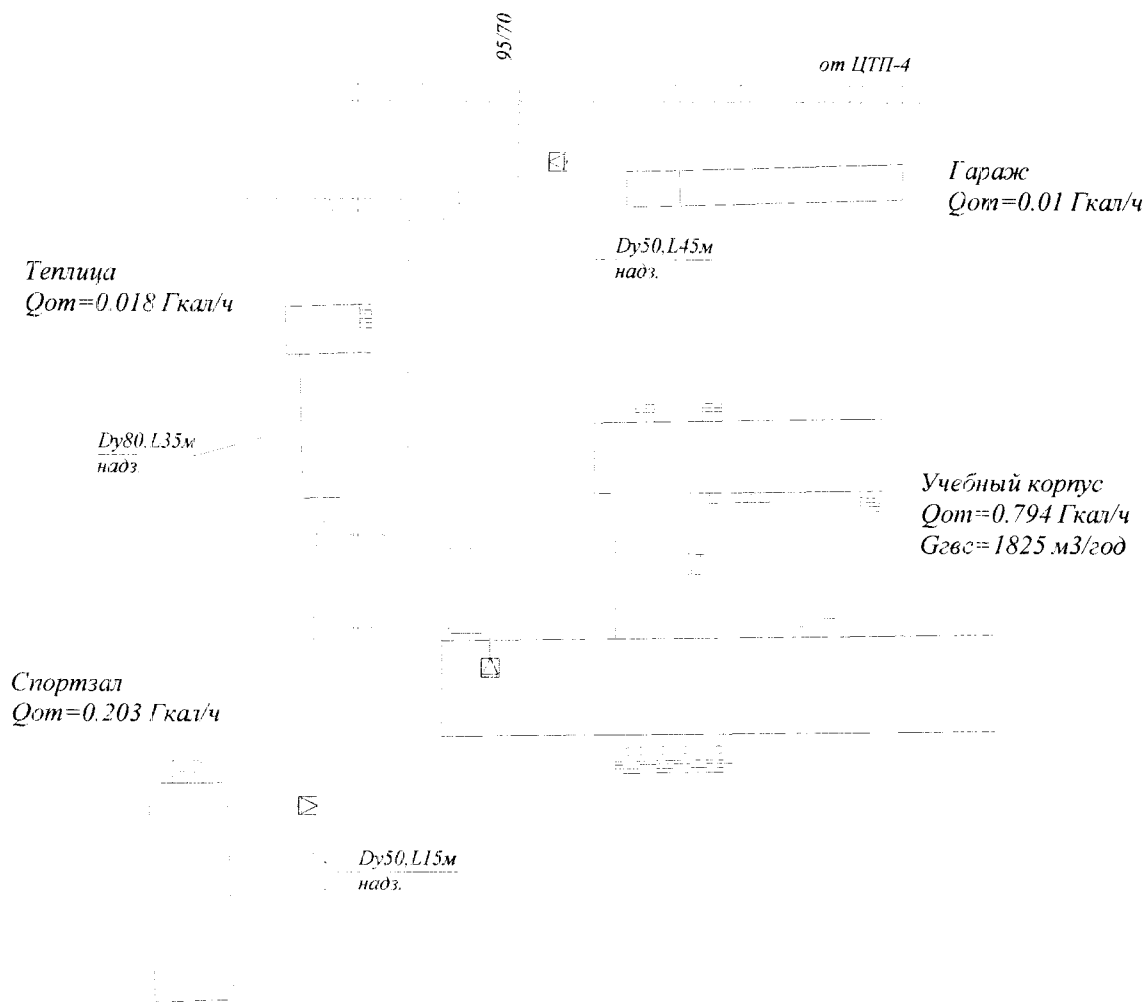 95/70
от ЦТП-4
Гараж
Qот=0.01 Гкал/ч
Dy50,L45м
надз.
Теплица
Qот=0.018 Гкал/ч
Dy80,L35м
надз.
Учебный корпус
Qот=0.794 Гкал/ч
Gгвс=1825 м3/год
Спортзал
Qот=0.203 Гкал/ч
Dy50,L15м
надз.